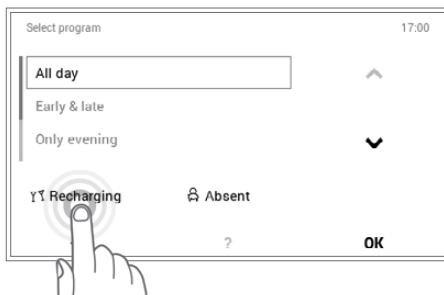 Select program 17:00
All day
Early & late
Only evening
Recharging Absent
? OK